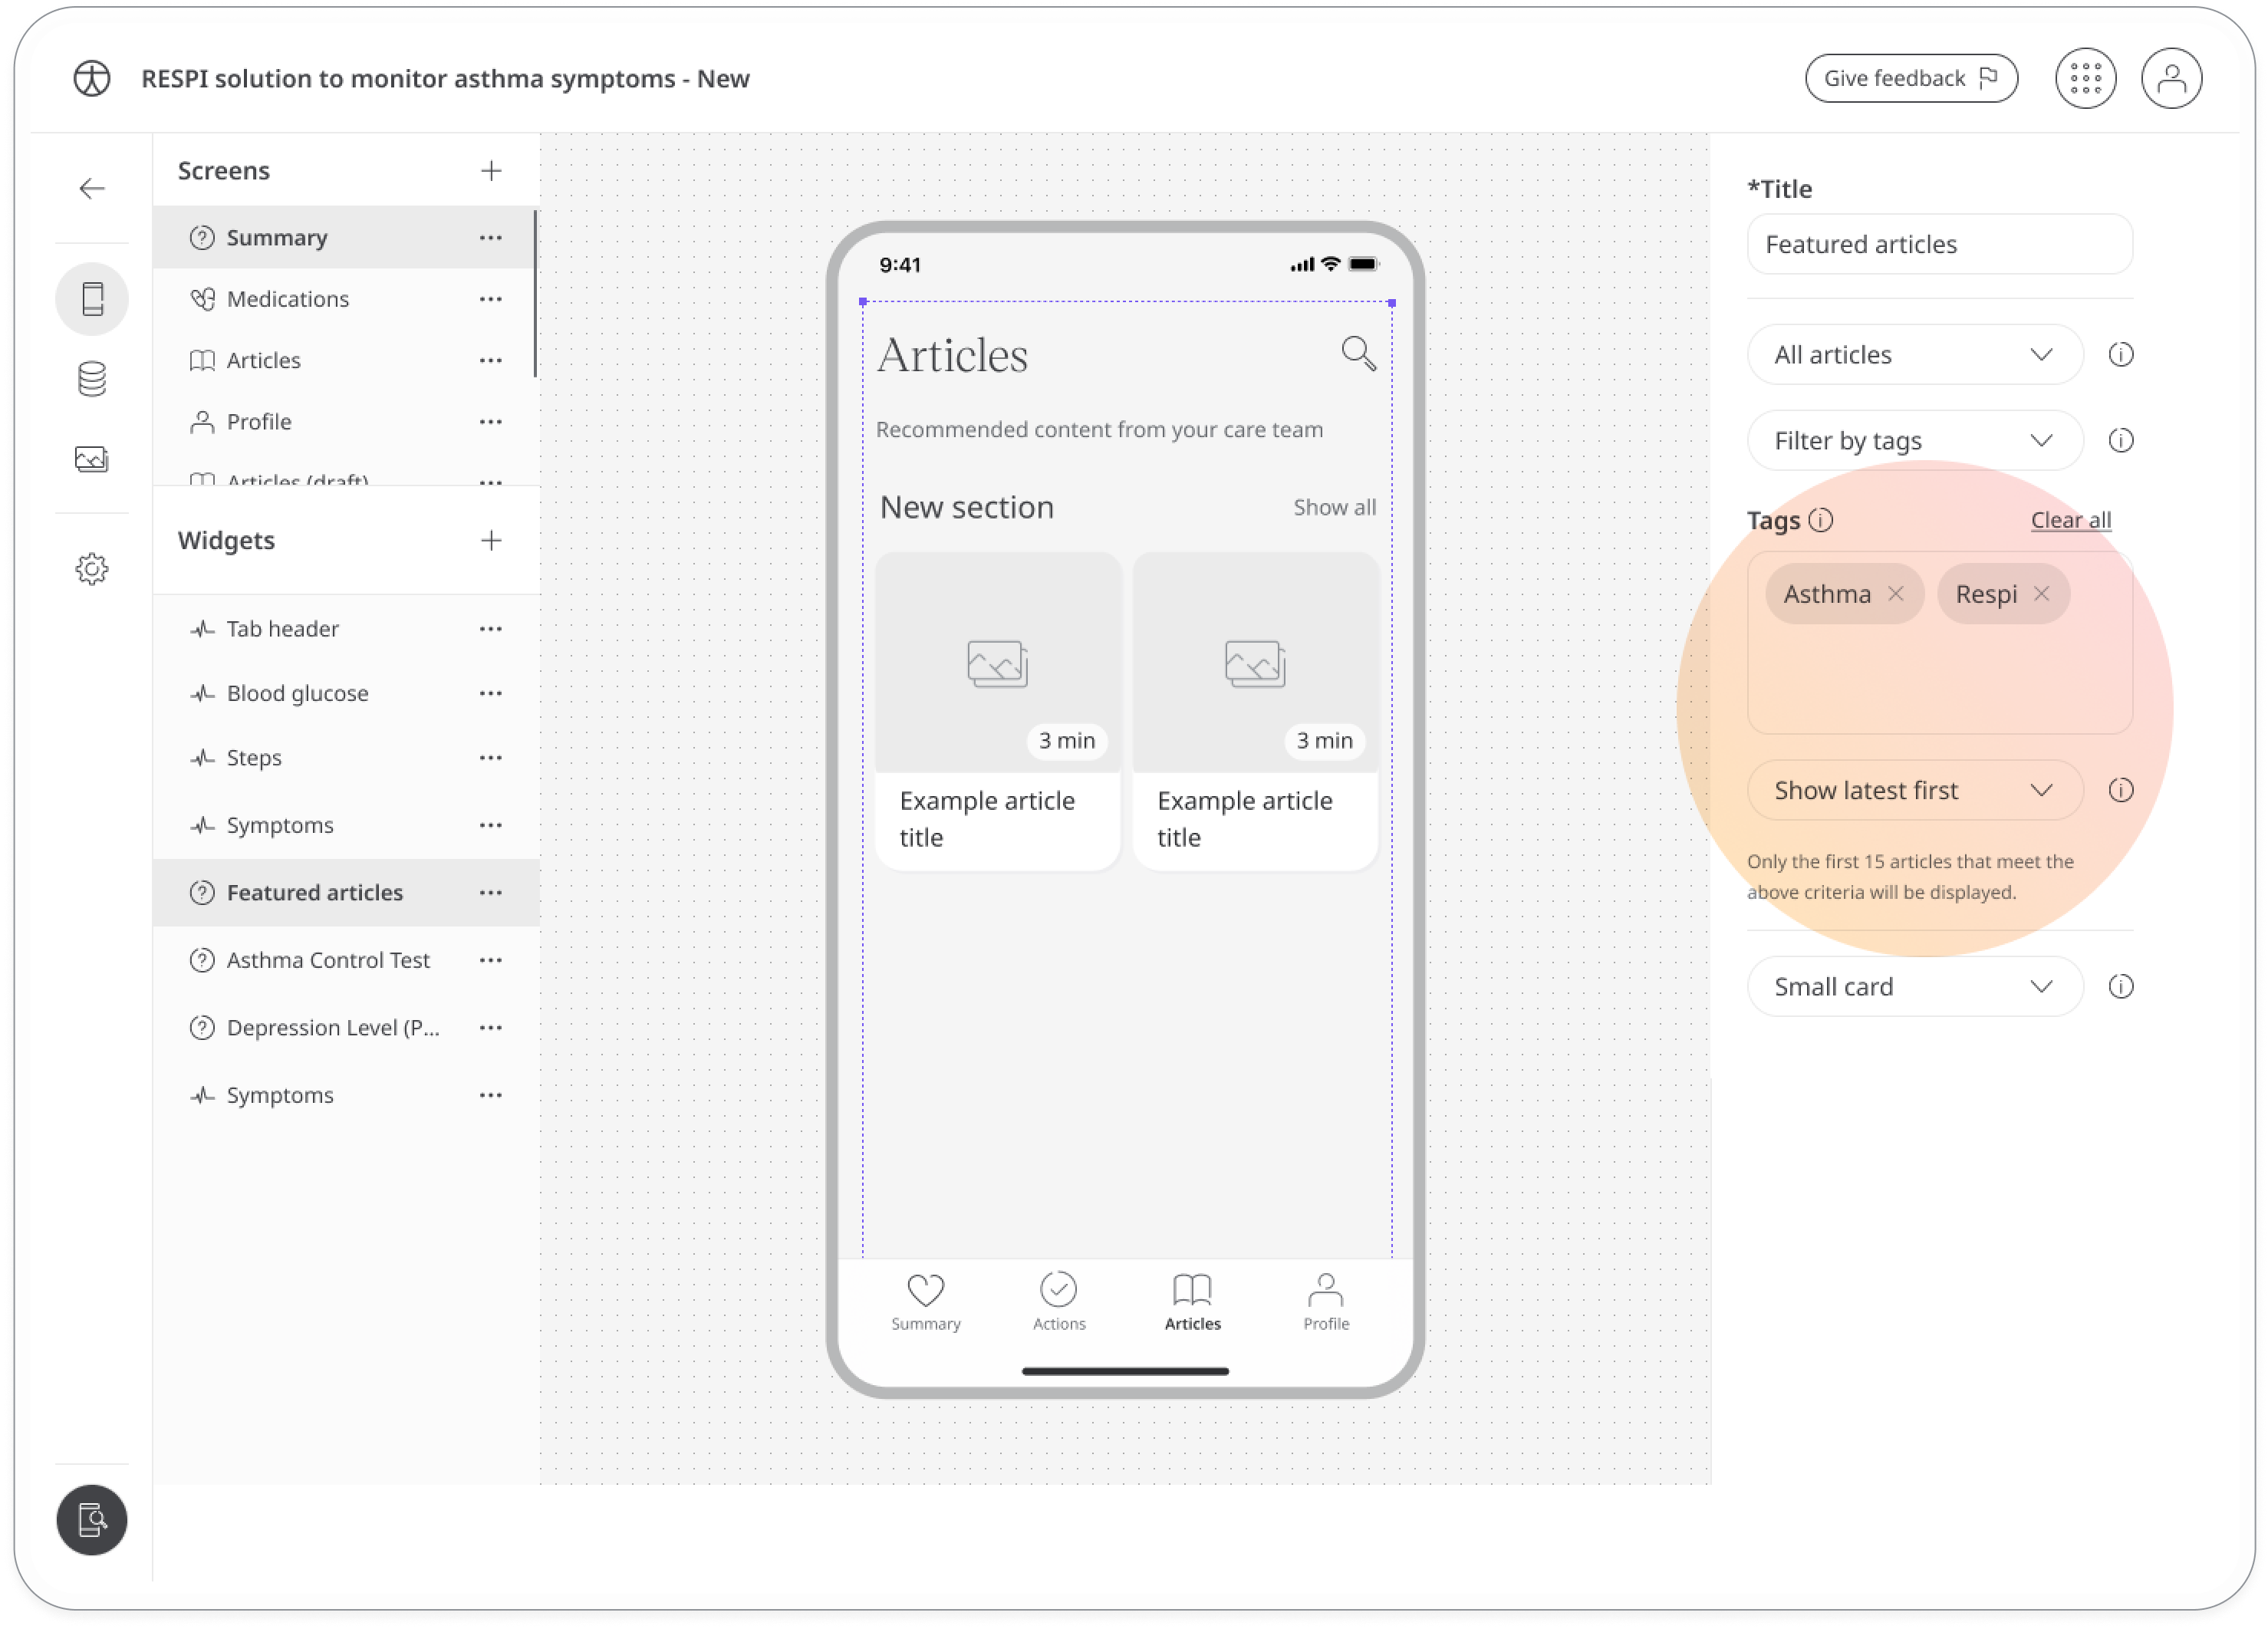 RESPI solution to monitor asthma symptoms - New
Give feedback
Screens
Summary
Medications
Articles
Profile
Articles (draft)
Widgets
Tab header
Blood glucose
Steps
Symptoms
Featured articles
Asthma Control Test
Depression Level (P...
Symptoms
9:41
Articles
Recommended content from your care team
New section
Show all
3 min
3 min
Example article
title
Example article
title
Summary
Actions
Articles
Profile
*Title
Featured articles
All articles
Filter by tags
Tags
Clear all
Asthma
Respi
Show latest first
Only the first 15 articles that meet the
above criteria will be displayed.
Small card